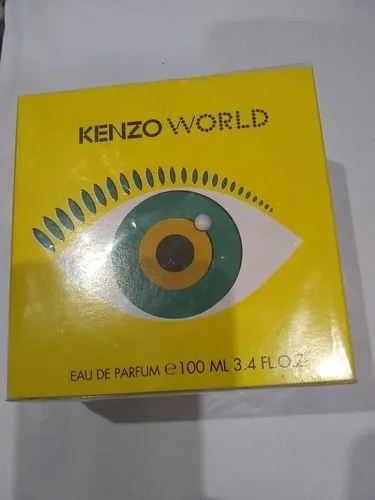 KENZO WORLD
EAU DE PARFUM ℮ 100 ML 3.4 FL.OZ.